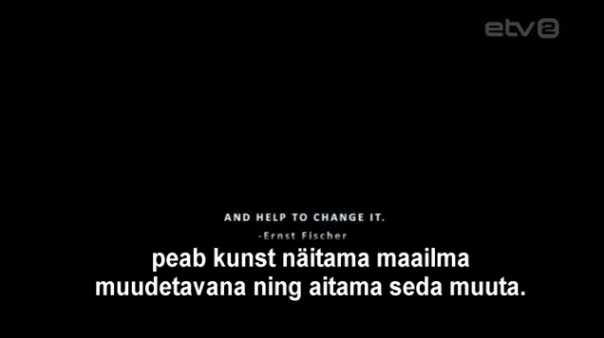 etv2
AND HELP TO CHANGE IT.
-Ernst Fischer
peab kunst näitama maailma
muudetavana ning aitama seda muuta.